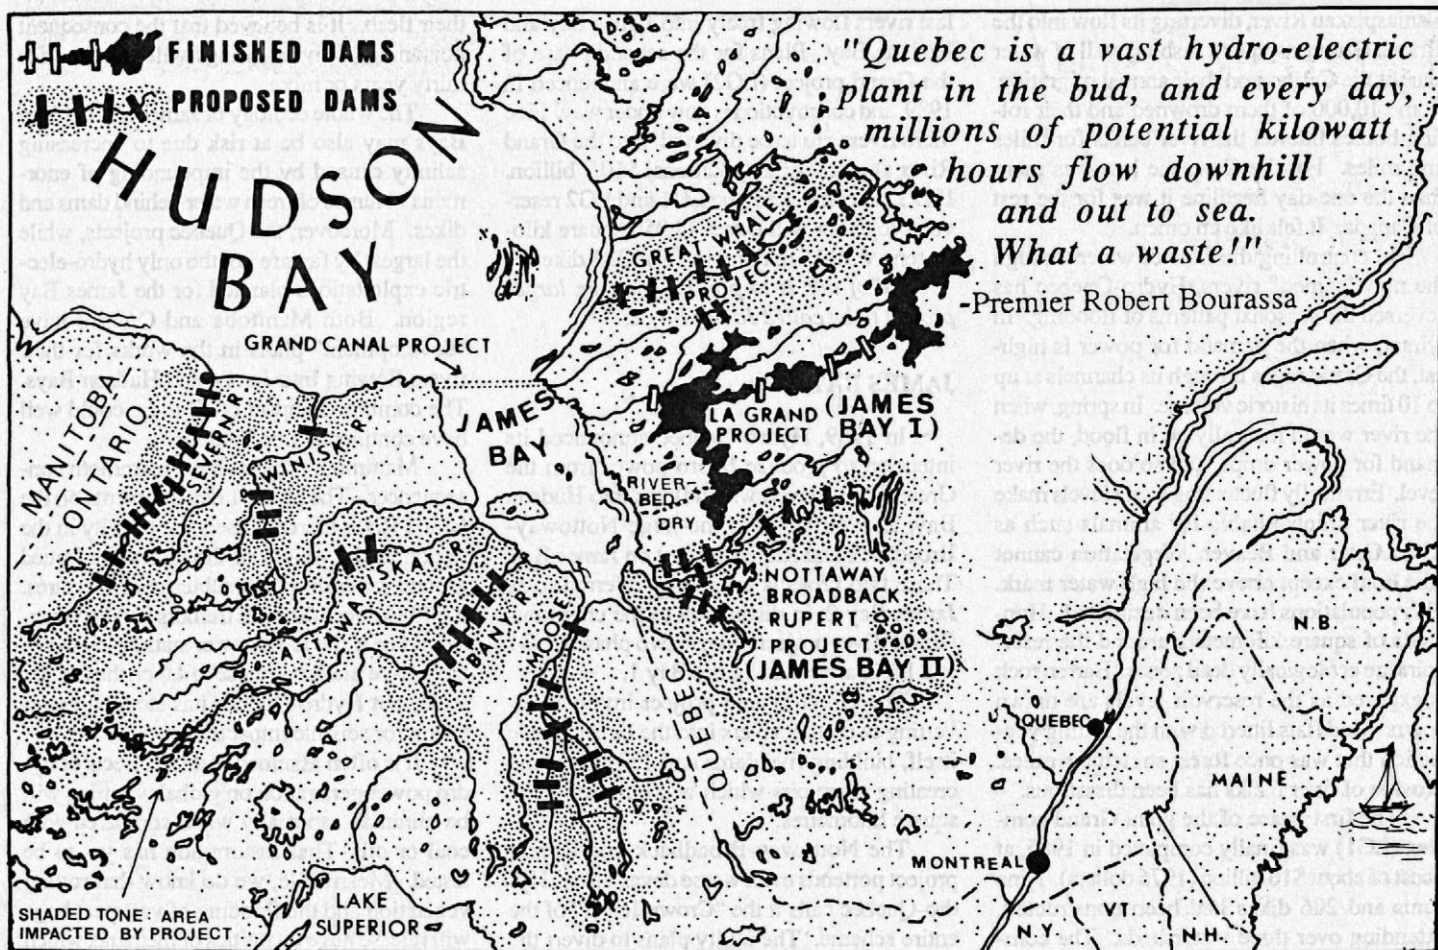 FINISHED DAMS
PROPOSED DAMS
HUDSON
BAY
"Quebec is a vast hydro-electric
plant in the bud, and every day,
millions of potential kilowatt
hours flow downhill
and out to sea.
What a waste!"
-Premier Robert Bourassa
GREAT WALE
PROJECT
GRAND CANAL PROJECT
JAMES
BAY
LA GRAND
PROJECT
(JAMES
BAY I)
MAITOBA
ONTARIO
SEVERN R.
WINISK R.
ATTAWAPISKAT R.
ALBANY R.
MOOSE R.
RIVER-
BED
DRY
NOTTAWAY
BROADBACK
RUPERT
PROJECT
(JAMES BAY II)
ONTARIO
QUEBEC
QUEBEC
N.B.
MAINE
MONTREAL
N.Y.
VT.
N.H.
LAKE
SUPERIOR
SHADED TONE : AREA
IMPACTED BY PROJECT